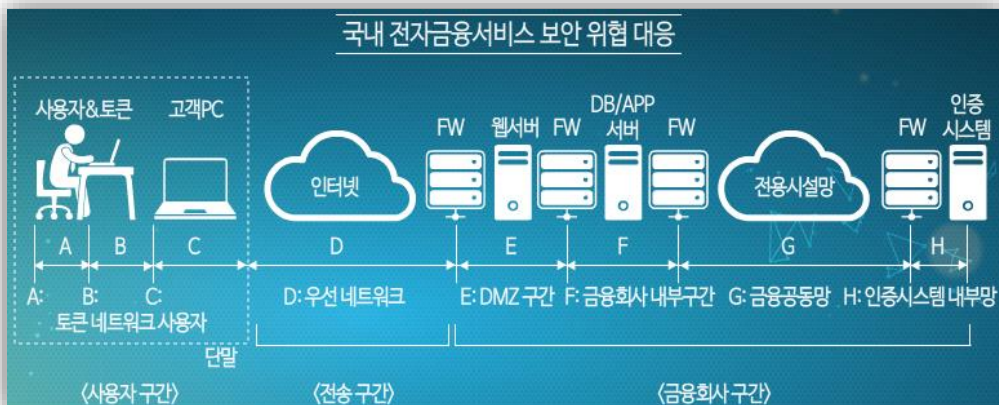 국내 전자금융서비스 보안 위협 대응
사용자&토큰
고객PC
인터넷
FW
웹서버
FW
DB/APP
서버
FW
전용시설망
FW
인증
시스템
A
B
C
D
E
F
G
H
A:
B:
C:
D: 우선 네트워크
E: DMZ 구간
F: 금융회사 내부구간
G: 금융공동망
H: 인증시스템 내부망
토큰 네트워크 사용자
단말
〈사용자 구간〉
〈전송 구간〉
〈금융회사 구간〉